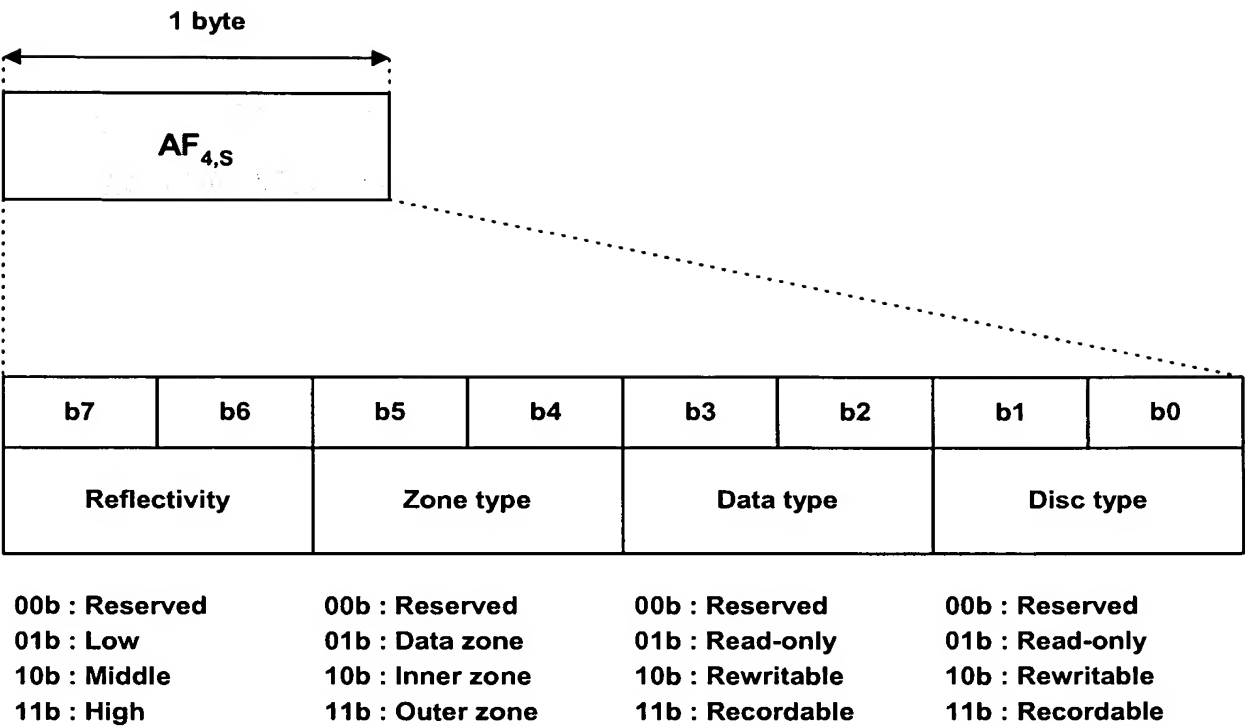 1 byte
AF4,S
b7 b6 b5 b4 b3 b2 b1 b0
Reflectivity Zone type Data type Disc type
00b : Reserved 00b : Reserved 00b : Reserved 00b : Reserved
01b : Low 01b : Data zone 01b : Read-only 01b : Read-only
10b : Middle 10b : Inner zone 10b : Rewritable 10b : Rewritable
11b : High 11b : Outer zone 11b : Recordable 11b : Recordable